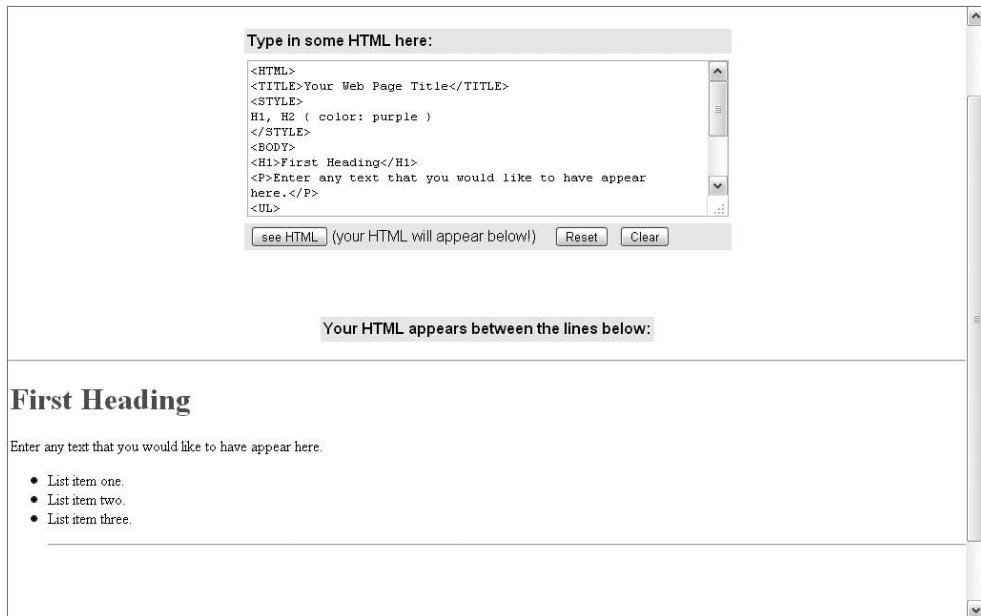 Type in some HTML here:
<HTML>
<TITLE>Your Web Page Title</TITLE>
<STYLE>
H1, H2 { color: purple }
</STYLE>
<BODY>
<H1>First Heading</H1>
<P>Enter any text that you would like to have appear
here.</P>
<UL>
see HTML (your HTML will appear below!) Reset Clear
Your HTML appears between the lines below:
First Heading
Enter any text that you would like to have appear here.
• List item one.
• List item two.
• List item three.